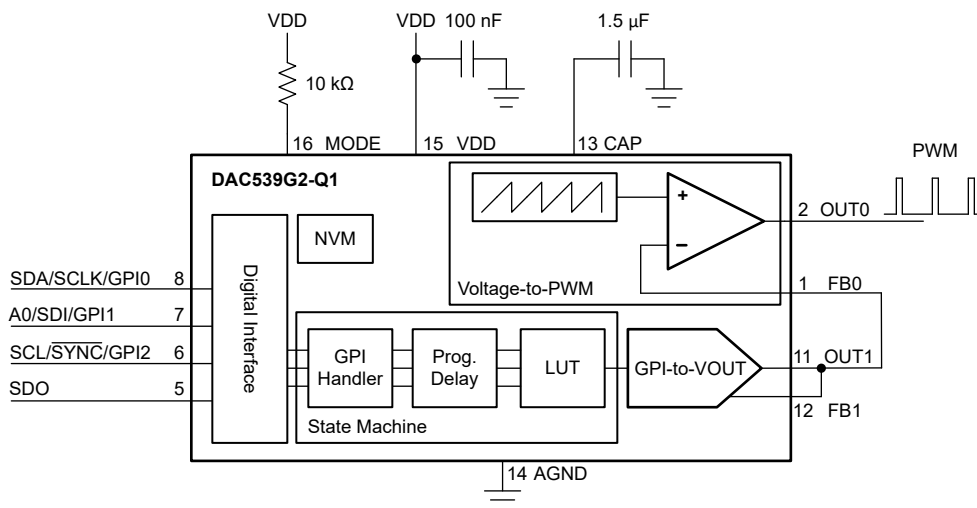 VDD
VDD 100 nF
1.5 µF
10 kΩ
16 MODE
15 VDD
13 CAP
PWM
DAC539G2-Q1
NVM
+
−
2 OUT0
Voltage-to-PWM
1 FB0
SDA/SCLK/GPI0 8
A0/SDI/GPI1 7
SCL/SYNC/GPI2 6
SDO 5
Digital Interface
GPI
Handler
Prog.
Delay
LUT
State Machine
GPI-to-VOUT
11 OUT1
12 FB1
14 AGND